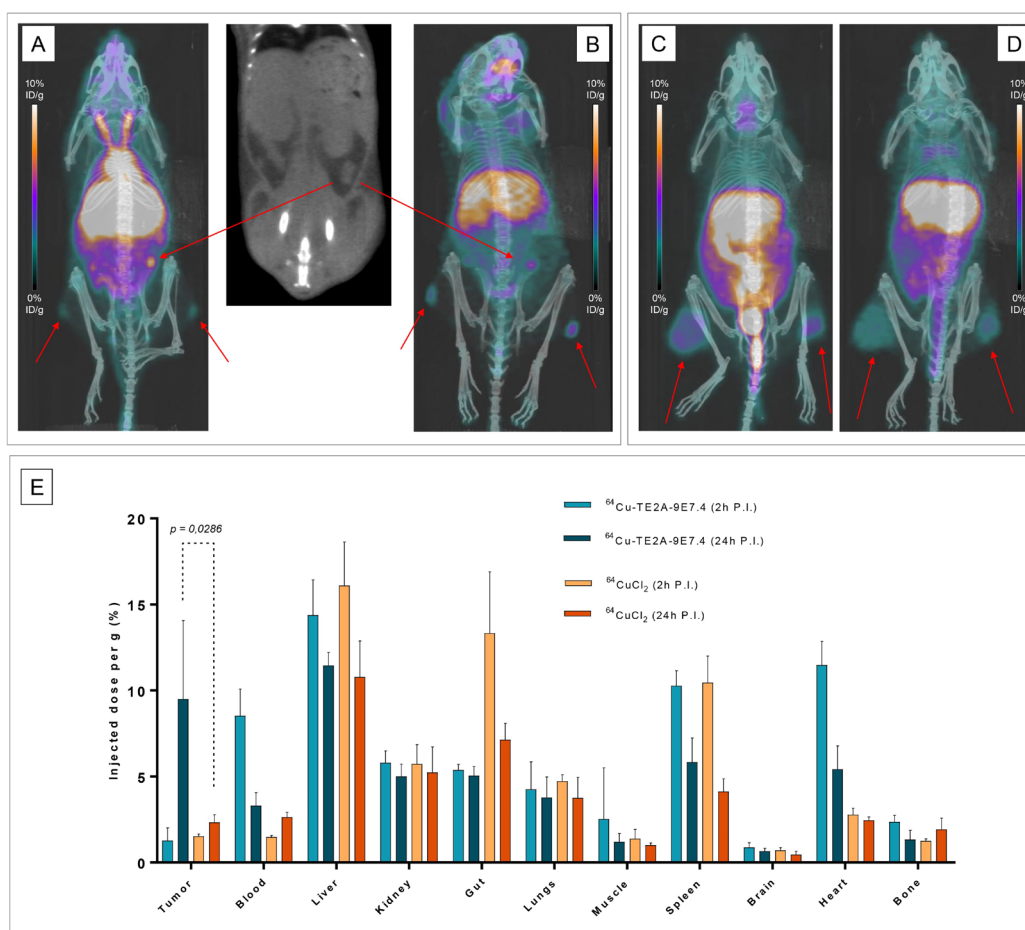 A
B
C
D
10%
ID/g
0%
ID/g
10%
ID/g
0%
ID/g
10%
ID/g
0%
ID/g
10%
ID/g
0%
ID/g
E
p = 0,0286
⁶⁴Cu-TE2A-9E7.4 (2h P.I.)
⁶⁴Cu-TE2A-9E7.4 (24h P.I.)
⁶⁴CuCl₂ (2h P.I.)
⁶⁴CuCl₂ (24h P.I.)
Injected dose per g (%)
20
15
10
5
0
Tumor
Blood
Liver
Kidney
Gut
Lungs
Muscle
Spleen
Brain
Heart
Bone